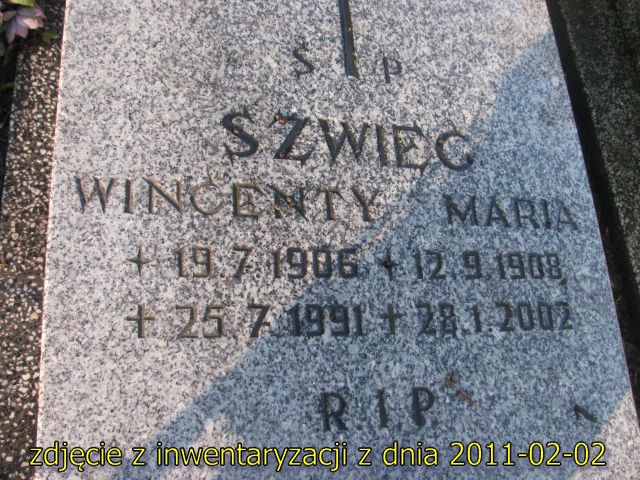 Ś P
SZWIEC
WINCENTY MARIA
+ 19.7.1906 + 12.9.1908
+ 25.7.1991 + 28.1.2002
R.I.P.
zdjęcie z inwentaryzacji z dnia 2011-02-02